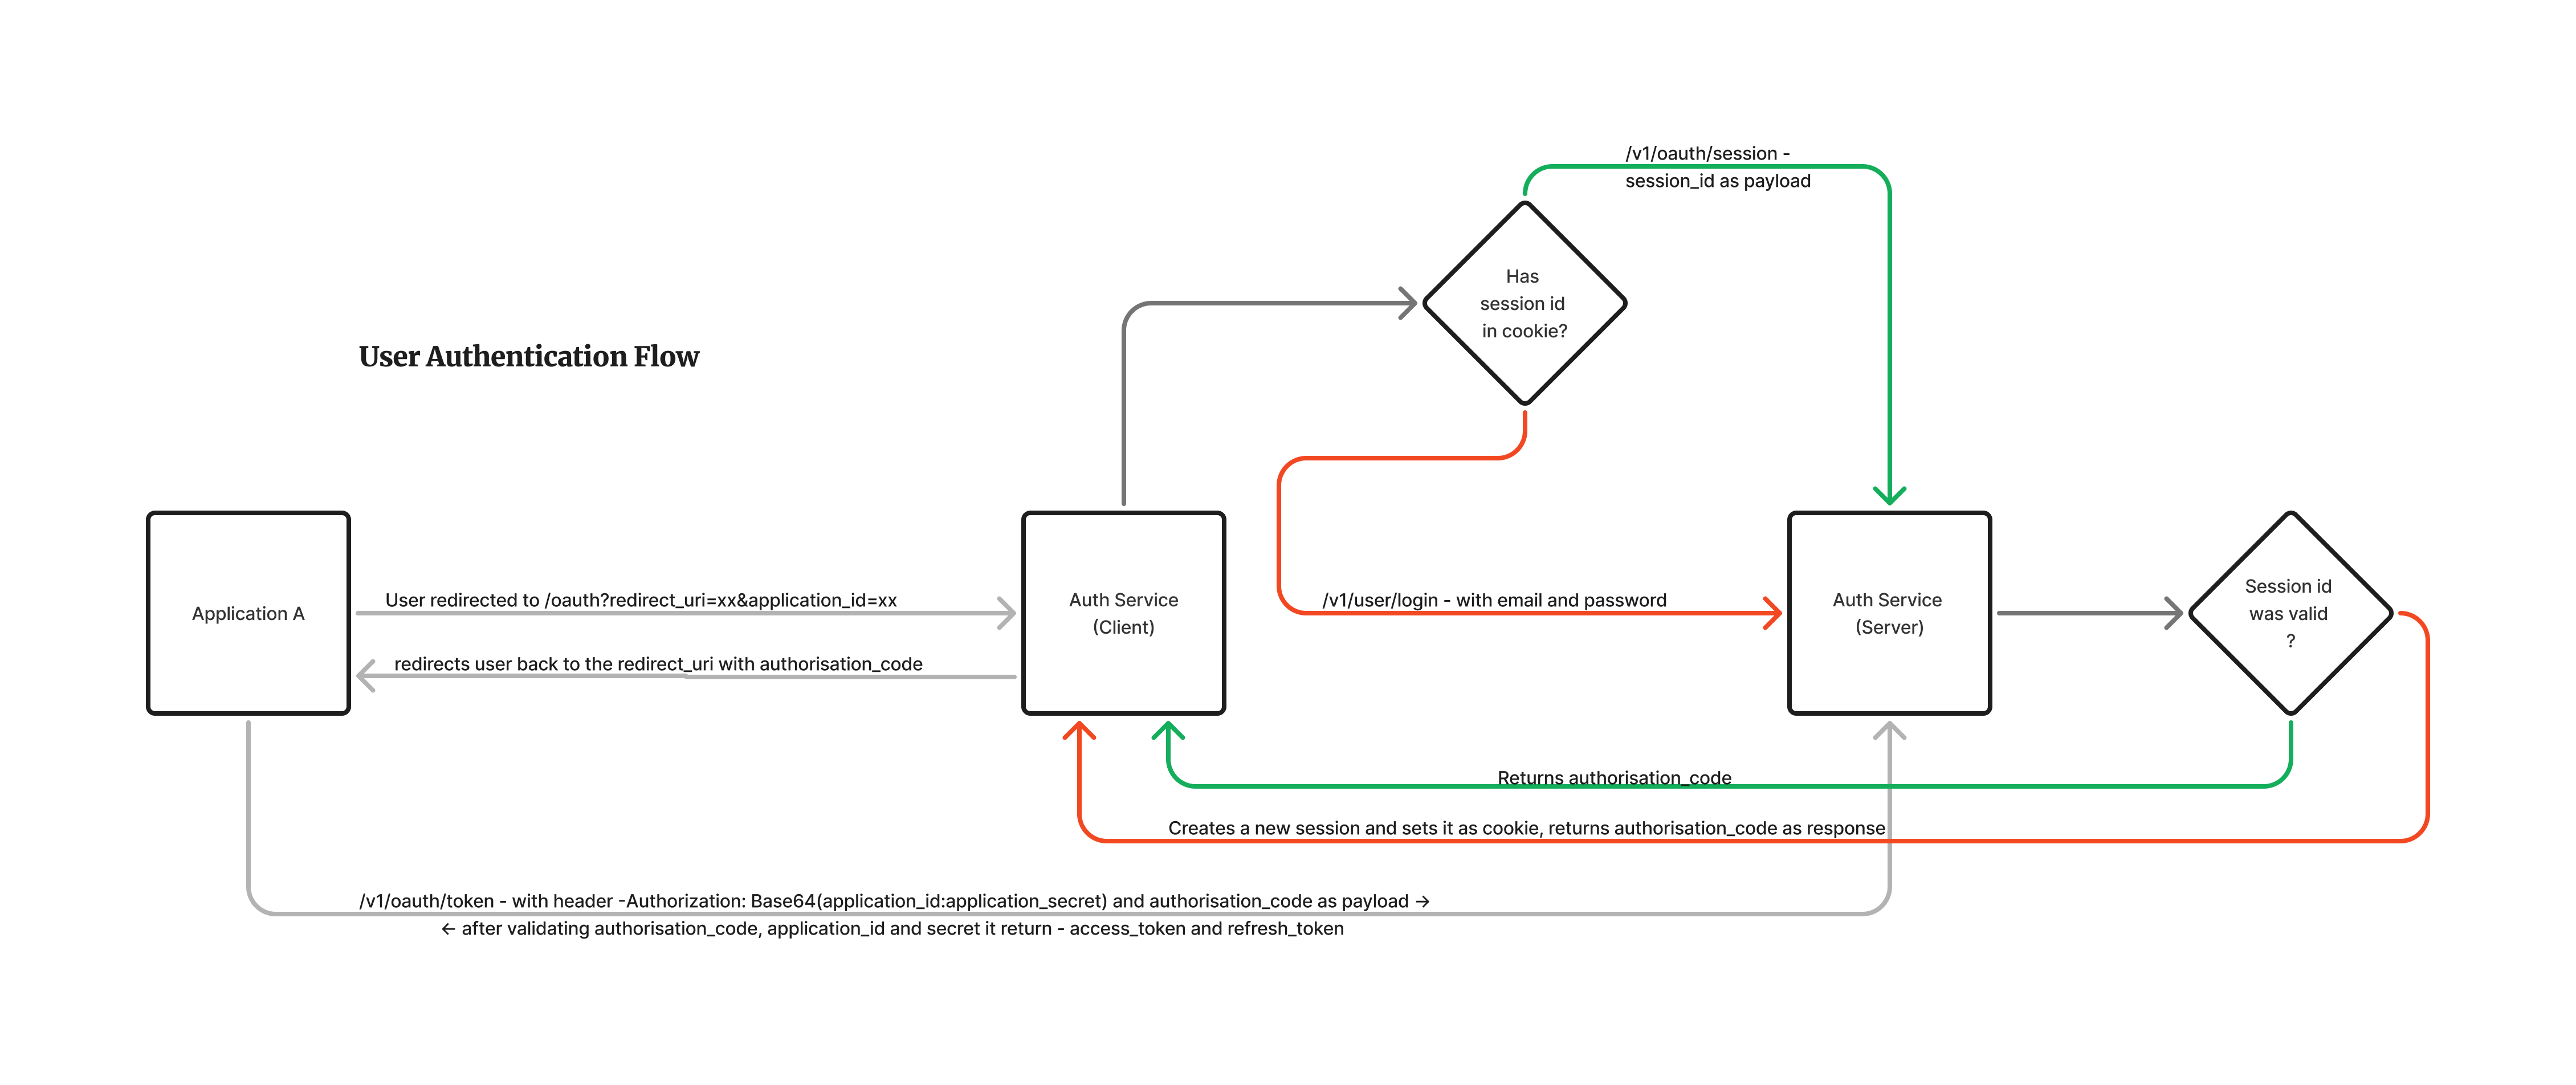 /v1/oauth/session -
session_id as payload
Has
session id
in cookie?
User Authentication Flow
Application A
User redirected to /oauth?redirect_uri=xx&application_id=xx
redirects user back to the redirect_uri with authorisation_code
Auth Service
(Client)
/v1/user/login - with email and password
Auth Service
(Server)
Session id
was valid
?
Returns authorisation_code
Creates a new session and sets it as cookie, returns authorisation_code as response
/v1/oauth/token - with header -Authorization: Base64(application_id:application_secret) and authorisation_code as payload →
← after validating authorisation_code, application_id and secret it return - access_token and refresh_token